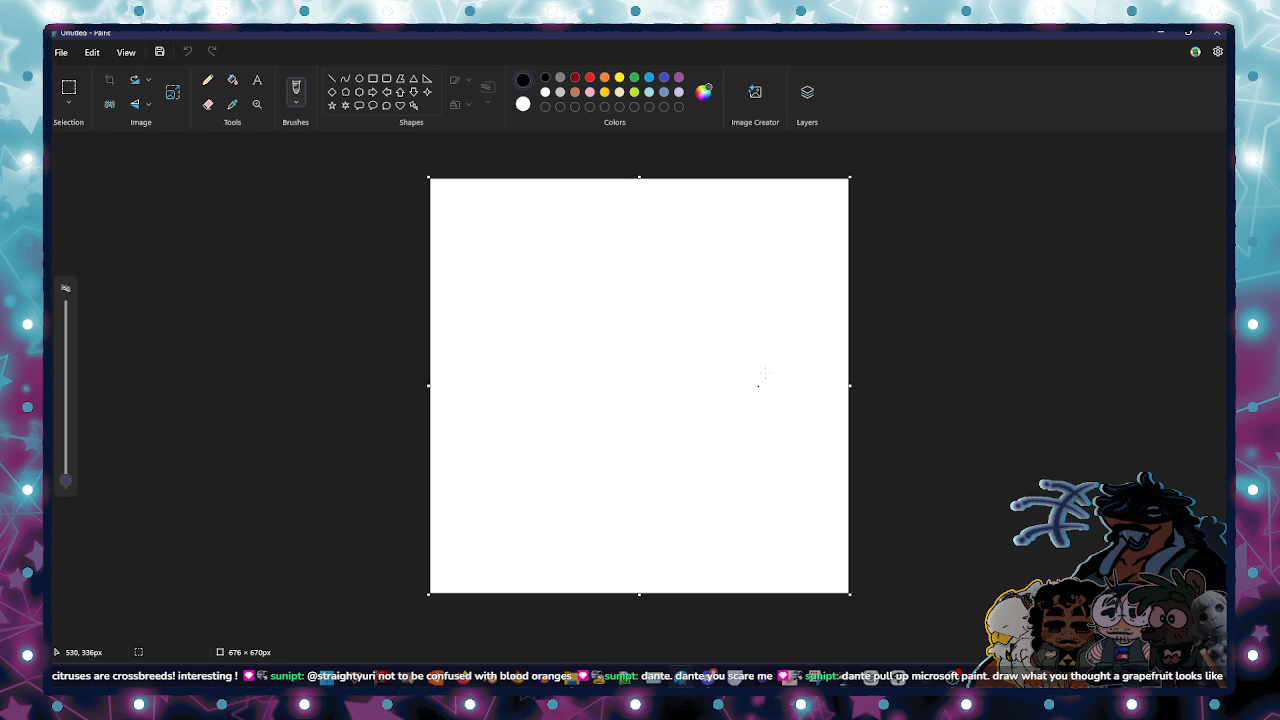 Untitled - Paint
File Edit View
Selection Image Tools Brushes Shapes Colors Image Creator Layers
530, 336px 676 × 670px
citruses are crossbreeds! interesting ! sunipt: @straightyuri not to be confused with blood oranges sunipt: dante. dante you scare me sunipt: dante pull up microsoft paint. draw what you thought a grapefruit looks like